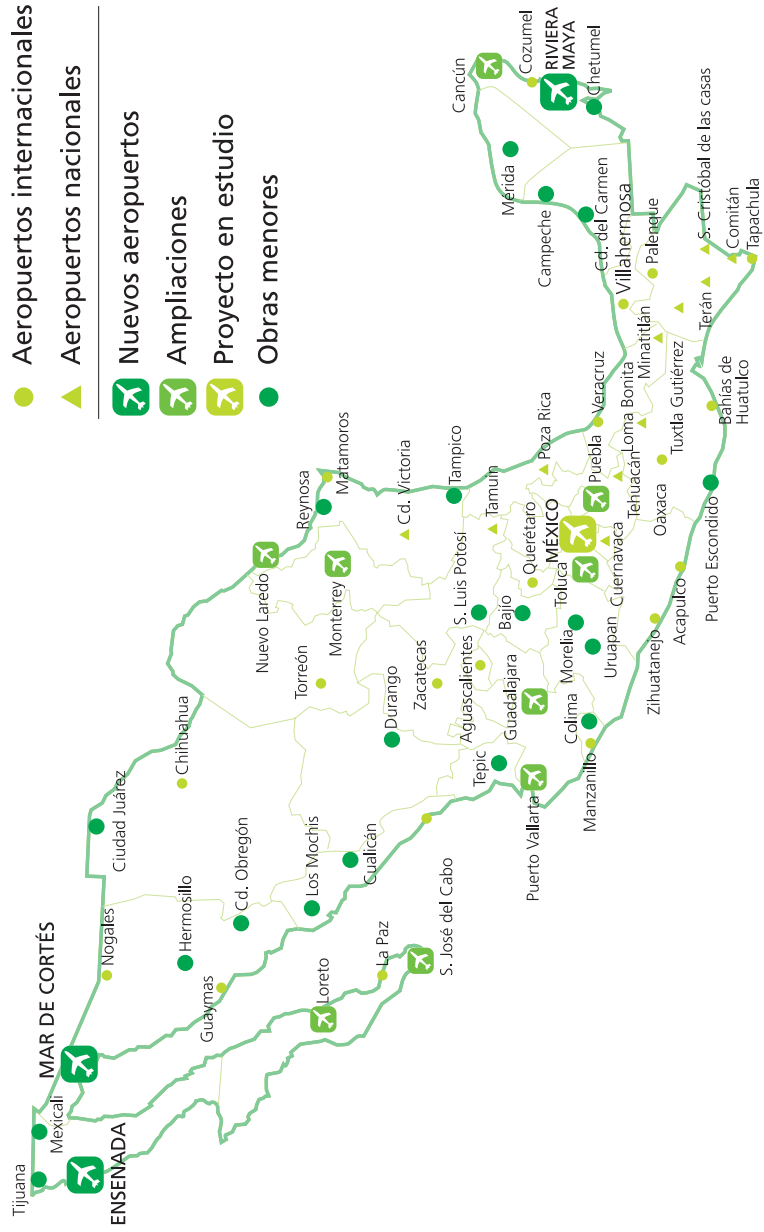 Aeropuertos internacionales
Aeropuertos nacionales
Nuevos aeropuertos
Ampliaciones
Proyecto en estudio
Obras menores
Tijuana
Mexicali
ENSENADA
MAR DE CORTÉS
Nogales
Ciudad Juárez
Hermosillo
Chihuahua
Guaymas
Cd. Obregón
Loreto
Los Mochis
Cualicán
La Paz
S. José del Cabo
Nuevo Laredo
Reynosa
Matamoros
Monterrey
Torreón
Durango
Cd. Victoria
Zacatecas
Tampico
S. Luis Potosí
Tamuin
Aguascalientes
Tepic
Bajío
Querétaro
Poza Rica
Guadalajara
Puerto Vallarta
MÉXICO
Toluca
Puebla
Veracruz
Morelia
Uruapan
Colima
Manzanillo
Cuernavaca
Tehuacán
Loma Bonita
Minatitlán
Villahermosa
Cd. del Carmen
Campeche
Mérida
Cancún
Cozumel
RIVIERA
MAYA
Chetumel
Palenque
Tuxtla Gutiérrez
Oaxaca
Zihuatanejo
Acapulco
Puerto Escondido
Bahías de
Huatulco
Terán
S. Cristóbal de las casas
Comitán
Tapachula